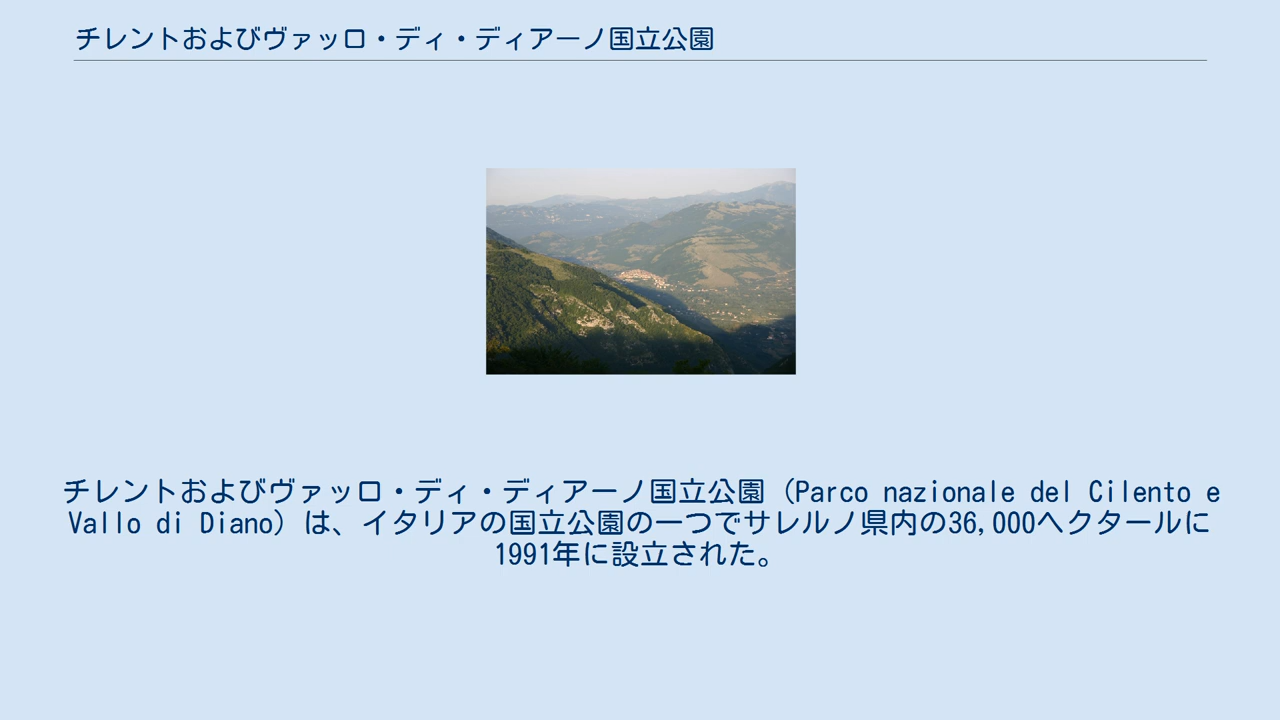 チレントおよびヴァッロ・ディ・ディアーノ国立公園
チレントおよびヴァッロ・ディ・ディアーノ国立公園（Parco nazionale del Cilento e
Vallo di Diano）は、イタリアの国立公園の一つでサレルノ県内の36,000ヘクタールに
1991年に設立された。